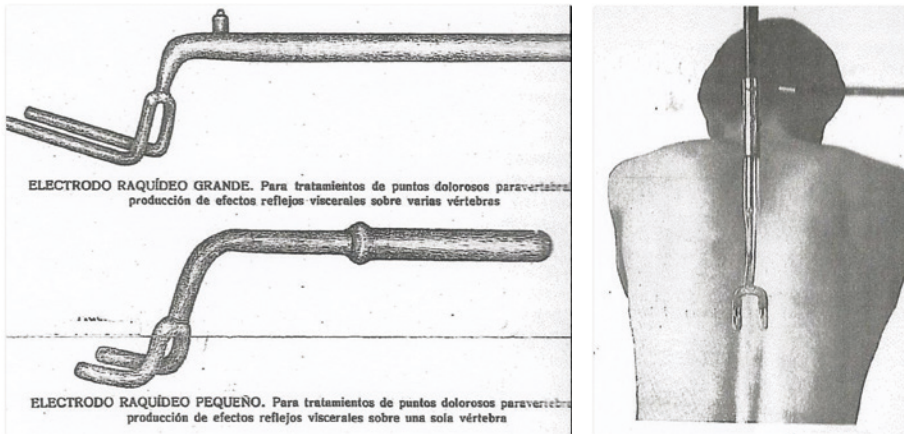 ELECTRODO RAQUÍDEO GRANDE. Para tratamientos de puntos dolorosos paravertebra
producción de efectos reflejos viscerales sobre varias vértebras
ELECTRODO RAQUÍDEO PEQUEÑO. Para tratamientos de puntos dolorosos paravertebra
producción de efectos reflejos viscerales sobre una sola vértebra